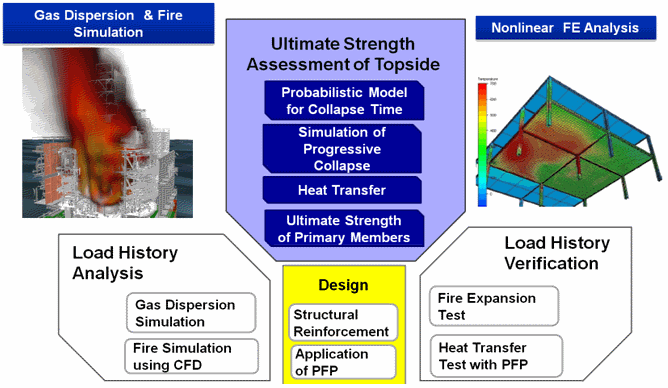 Gas Dispersion & Fire
Simulation
Ultimate Strength
Assessment of Topside
Probabilistic Model
for Collapse Time
Simulation of
Progressive
Collapse
Heat Transfer
Ultimate Strength
of Primary Members
Nonlinear FE Analysis
Temperature
Load History
Analysis
Gas Dispersion
Simulation
Fire Simulation
using CFD
Design
Structural
Reinforcement
Application
of PFP
Load History
Verification
Fire Expansion
Test
Heat Transfer
Test with PFP